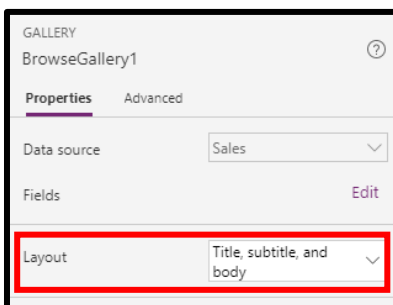 GALLERY
BrowseGallery1
?
Properties Advanced
Data source Sales
Fields Edit
Layout Title, subtitle, and
body